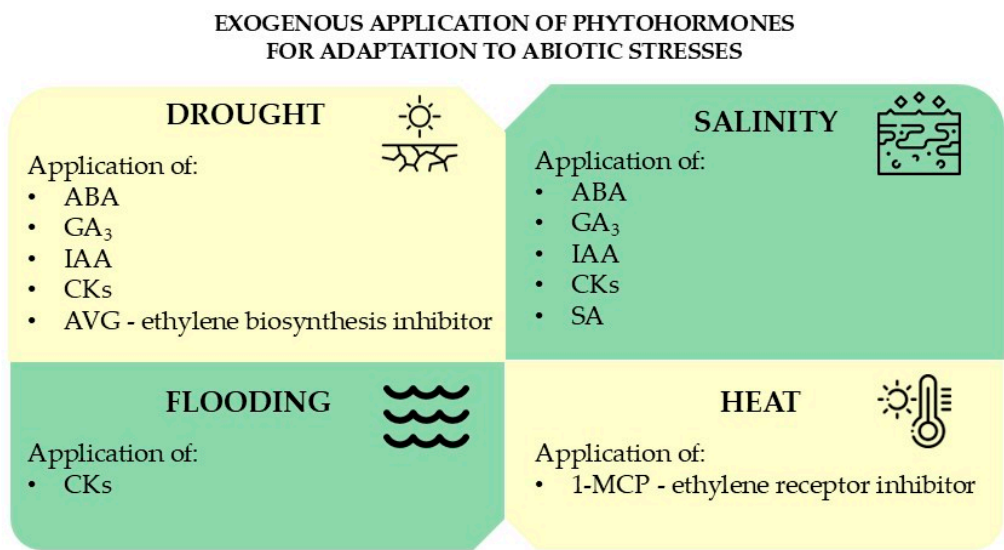 EXOGENOUS APPLICATION OF PHYTOHORMONES
FOR ADAPTATION TO ABIOTIC STRESSES
DROUGHT
Application of:
• ABA
• GA₃
• IAA
• CKs
• AVG - ethylene biosynthesis inhibitor
SALINITY
Application of:
• ABA
• GA₃
• IAA
• CKs
• SA
FLOODING
Application of:
• CKs
HEAT
Application of:
• 1-MCP - ethylene receptor inhibitor